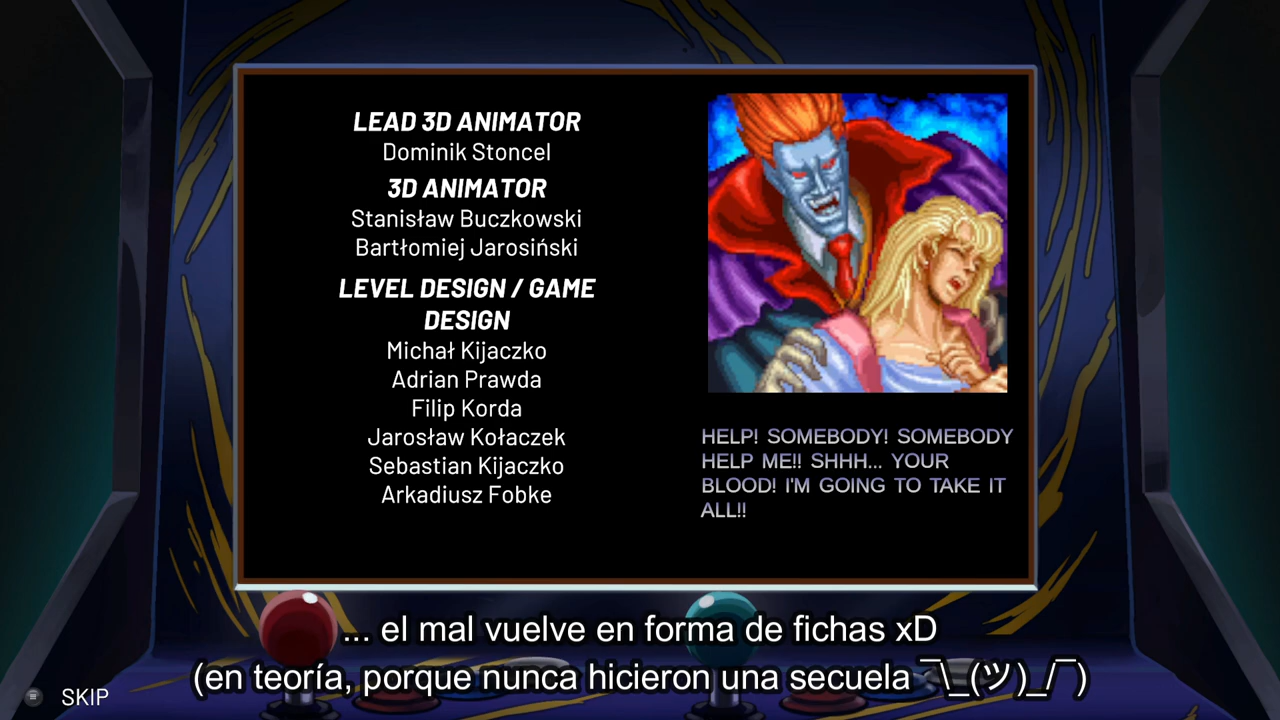 LEAD 3D ANIMATOR
Dominik Stoncel
3D ANIMATOR
Stanisław Buczkowski
Bartłomiej Jarosiński
LEVEL DESIGN / GAME
DESIGN
Michał Kijaczko
Adrian Prawda
Filip Korda
Jarosław Kołaczek
Sebastian Kijaczko
Arkadiusz Fobke
HELP! SOMEBODY! SOMEBODY
HELP ME!! SHHH... YOUR
BLOOD! I'M GOING TO TAKE IT
ALL!!
... el mal vuelve en forma de fichas xD
(en teoría, porque nunca hicieron una secuela ¯\_(ツ)_/¯)
SKIP